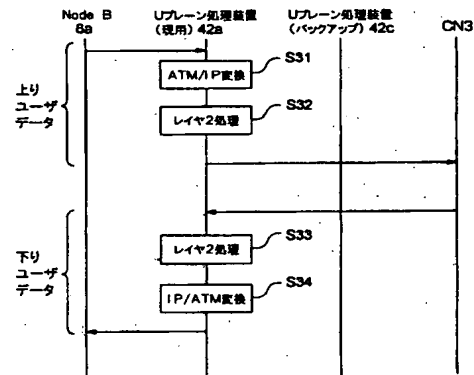 Node B
6a
Uプレーン処理装置
(現用) 42a
Uプレーン処理装置
(バックアップ) 42c
CN3
上り
ユーザ
データ
ATM/IP変換
S31
レイヤ2処理
S32
下り
ユーザ
データ
レイヤ2処理
S33
IP/ATM変換
S34